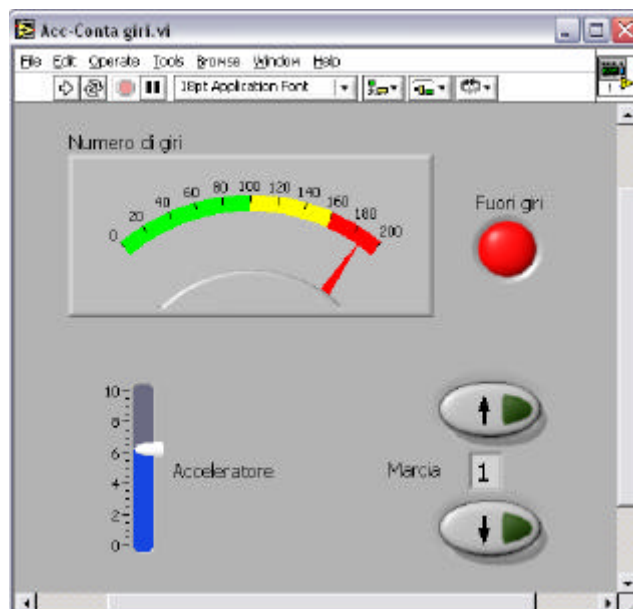 Acc-Conta giri.vi
File Edit Operate Tools Browse Window Help
18pt Application Font
Numero di giri
0 20 40 60 80 100 120 140 160 180 200
Fuori giri
10
8
6
4
2
0
Acceleratore
Marcia 1